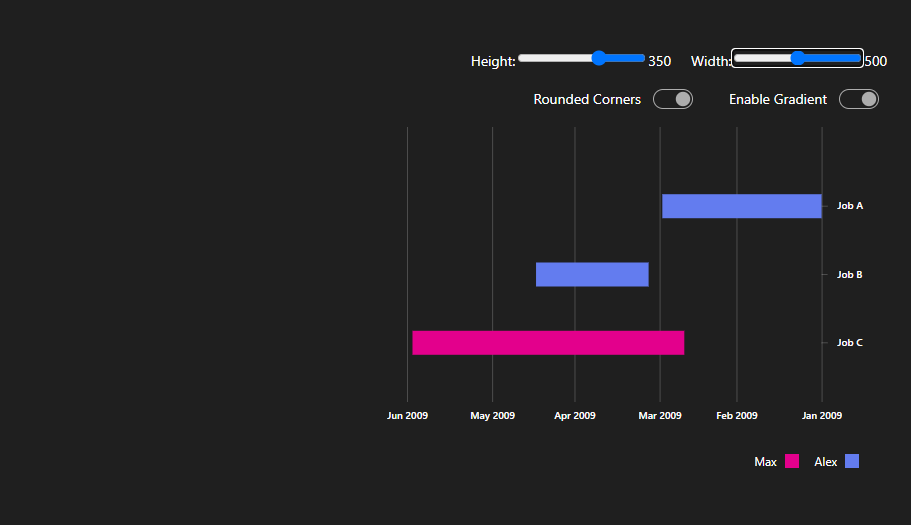 Height: 350 Width: 500
Rounded Corners Enable Gradient
Job A
Job B
Job C
Jun 2009 May 2009 Apr 2009 Mar 2009 Feb 2009 Jan 2009
Max Alex